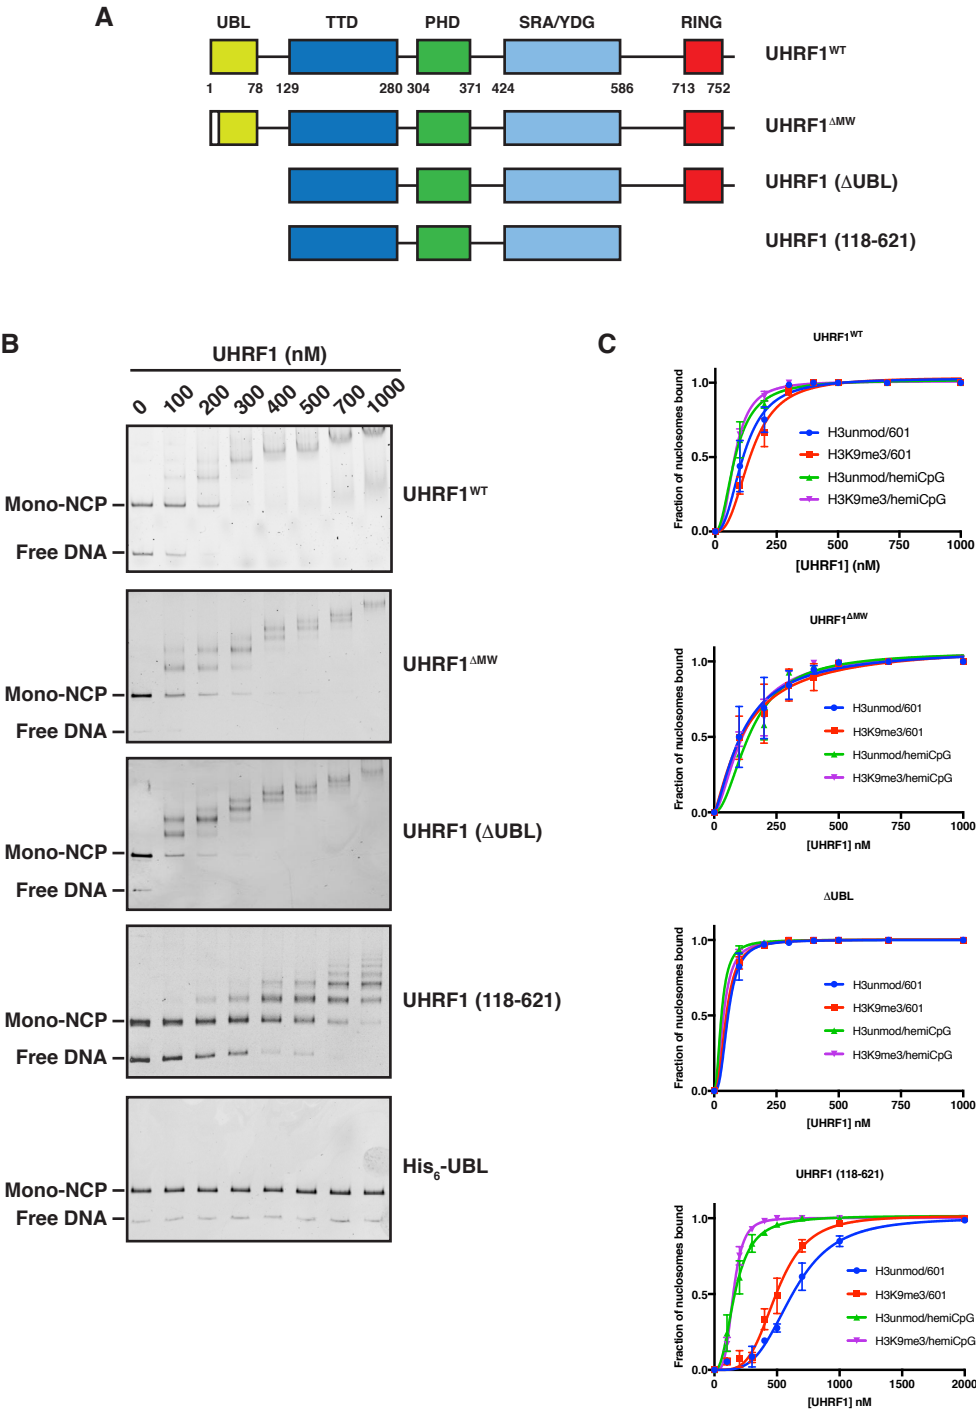 A
UBL TTD PHD SRA/YDG RING
UHRF1WT
1 78 129 280 304 371 424 586 713 752
UHRF1ΔMW
UHRF1 (ΔUBL)
UHRF1 (118-621)
B
UHRF1 (nM)
0 100 200 300 400 500 700 1000
Mono-NCP
Free DNA
UHRF1WT
Mono-NCP
Free DNA
UHRF1ΔMW
Mono-NCP
Free DNA
UHRF1 (ΔUBL)
Mono-NCP
Free DNA
UHRF1 (118-621)
Mono-NCP
Free DNA
His6-UBL
C
UHRF1WT
Fraction of nuclosomes bound
1.0
0.5
0.0
H3unmod/601
H3K9me3/601
H3unmod/hemiCpG
H3K9me3/hemiCpG
0 250 500 750 1000
[UHRF1] (nM)
UHRF1ΔMW
Fraction of nuclosomes bound
1.0
0.5
0.0
H3unmod/601
H3K9me3/601
H3unmod/hemiCpG
H3K9me3/hemiCpG
0 250 500 750 1000
[UHRF1] nM
ΔUBL
Fraction of nuclosomes bound
1.0
0.5
0.0
H3unmod/601
H3K9me3/601
H3unmod/hemiCpG
H3K9me3/hemiCpG
0 250 500 750 1000
[UHRF1] nM
UHRF1 (118-621)
Fraction of nuclosomes bound
1.0
0.5
0.0
H3unmod/601
H3K9me3/601
H3unmod/hemiCpG
H3K9me3/hemiCpG
0 500 1000 1500 2000
[UHRF1] nM